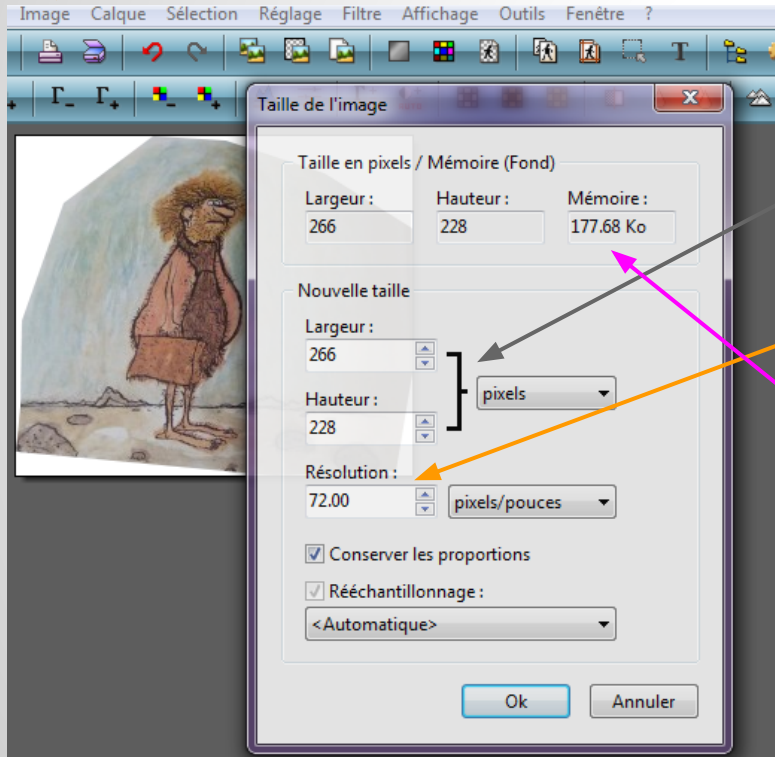 Image Calque Sélection Réglage Filtre Affichage Outils Fenêtre ?
T
Γ- Γ+
Taille de l'image
Taille en pixels / Mémoire (Fond)
Largeur : Hauteur : Mémoire :
266 228 177.68 Ko
Nouvelle taille
Largeur :
266
pixels
Hauteur :
228
Résolution :
72.00 pixels/pouces
Conserver les proportions
Rééchantillonnage :
<Automatique>
Ok Annuler